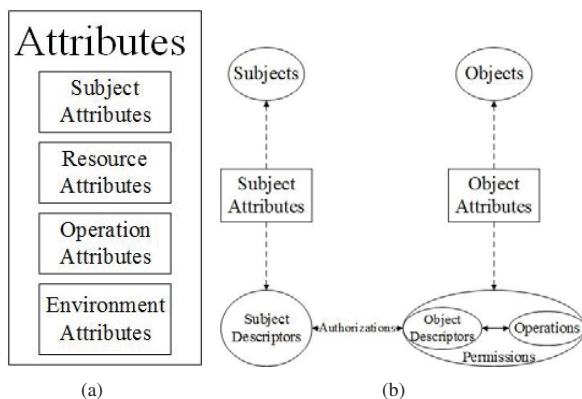 Attributes
Subject
Attributes
Resource
Attributes
Operation
Attributes
Environment
Attributes
(a)
Subjects
Objects
Subject
Attributes
Object
Attributes
Subject
Descriptors
Authorizations
Object
Descriptors
Operations
Permissions
(b)